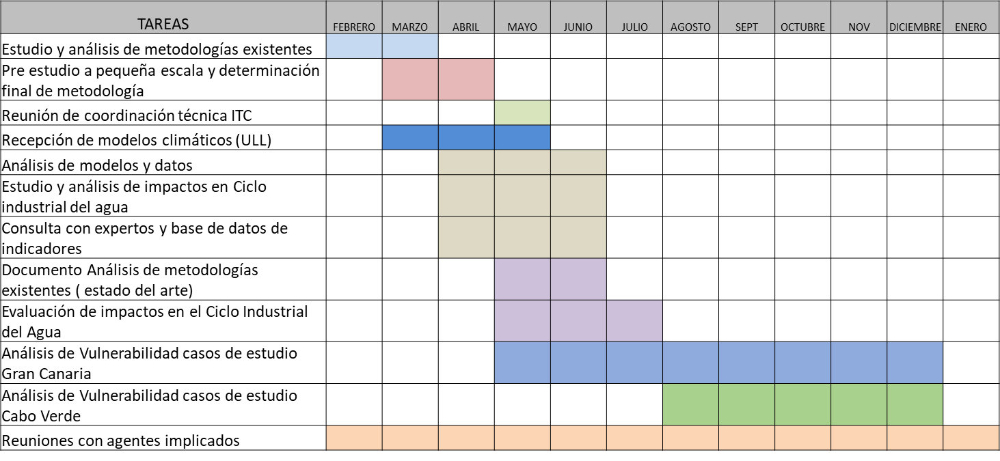 TAREAS FEBRERO MARZO ABRIL MAYO JUNIO JULIO AGOSTO SEPT OCTUBRE NOV DICIEMBRE ENERO
Estudio y análisis de metodologías existentes
Pre estudio a pequeña escala y determinación
final de metodología
Reunión de coordinación técnica ITC
Recepción de modelos climáticos (ULL)
Análisis de modelos y datos
Estudio y análisis de impactos en Ciclo
industrial del agua
Consulta con expertos y base de datos de
indicadores
Documento Análisis de metodologías
existentes ( estado del arte)
Evaluación de impactos en el Ciclo Industrial
del Agua
Análisis de Vulnerabilidad casos de estudio
Gran Canaria
Análisis de Vulnerabilidad casos de estudio
Cabo Verde
Reuniones con agentes implicados